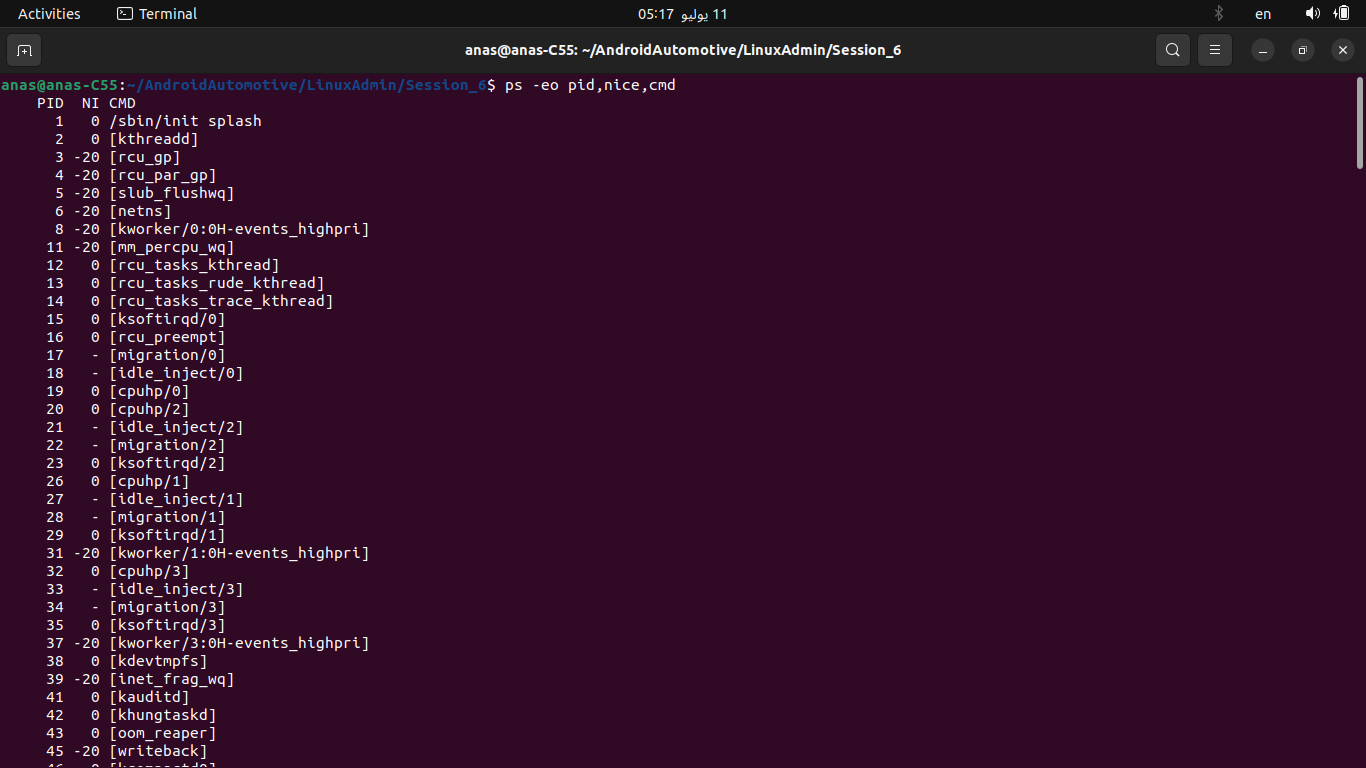 Activities Terminal 05:17 11 يوليو en
anas@anas-C55: ~/AndroidAutomotive/LinuxAdmin/Session_6
anas@anas-C55:~/AndroidAutomotive/LinuxAdmin/Session_6$ ps -eo pid,nice,cmd
PID NI CMD
1 0 /sbin/init splash
2 0 [kthreadd]
3 -20 [rcu_gp]
4 -20 [rcu_par_gp]
5 -20 [slub_flushwq]
6 -20 [netns]
8 -20 [kworker/0:0H-events_highpri]
11 -20 [mm_percpu_wq]
12 0 [rcu_tasks_kthread]
13 0 [rcu_tasks_rude_kthread]
14 0 [rcu_tasks_trace_kthread]
15 0 [ksoftirqd/0]
16 0 [rcu_preempt]
17 - [migration/0]
18 - [idle_inject/0]
19 0 [cpuhp/0]
20 0 [cpuhp/2]
21 - [idle_inject/2]
22 - [migration/2]
23 0 [ksoftirqd/2]
26 0 [cpuhp/1]
27 - [idle_inject/1]
28 - [migration/1]
29 0 [ksoftirqd/1]
31 -20 [kworker/1:0H-events_highpri]
32 0 [cpuhp/3]
33 - [idle_inject/3]
34 - [migration/3]
35 0 [ksoftirqd/3]
37 -20 [kworker/3:0H-events_highpri]
38 0 [kdevtmpfs]
39 -20 [inet_frag_wq]
41 0 [kauditd]
42 0 [khungtaskd]
43 0 [oom_reaper]
45 -20 [writeback]